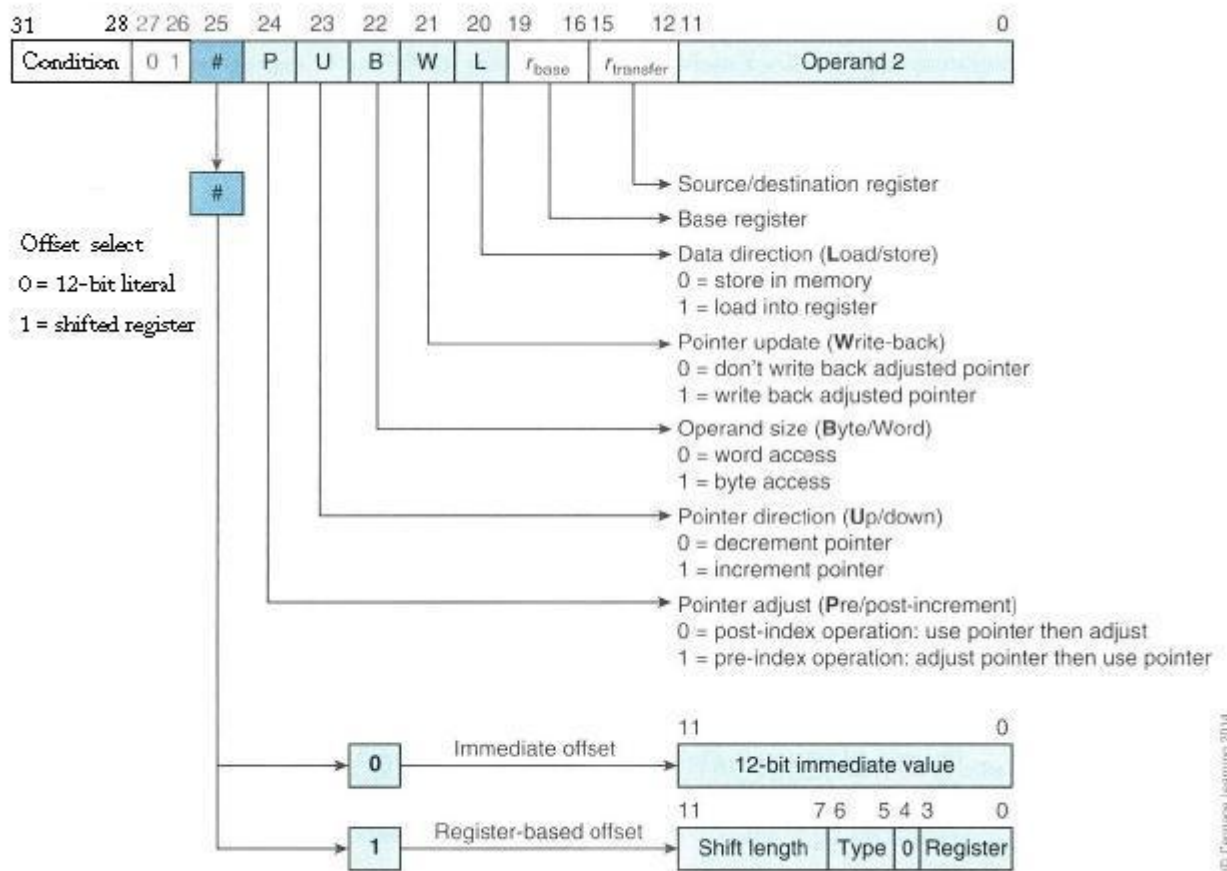 31 28 27 26 25 24 23 22 21 20 19 16 15 12 11 0
Condition 0 1 # P U B W L r_base r_transfer Operand 2
#
Source/destination register
Base register
Offset select
0 = 12-bit literal
1 = shifted register
Data direction (Load/store)
0 = store in memory
1 = load into register
Pointer update (Write-back)
0 = don't write back adjusted pointer
1 = write back adjusted pointer
Operand size (Byte/Word)
0 = word access
1 = byte access
Pointer direction (Up/down)
0 = decrement pointer
1 = increment pointer
Pointer adjust (Pre/post-increment)
0 = post-index operation: use pointer then adjust
1 = pre-index operation: adjust pointer then use pointer
11 0
0 Immediate offset 12-bit immediate value
11 7 6 5 4 3 0
1 Register-based offset Shift length Type 0 Register
© Cengage Learning 2014